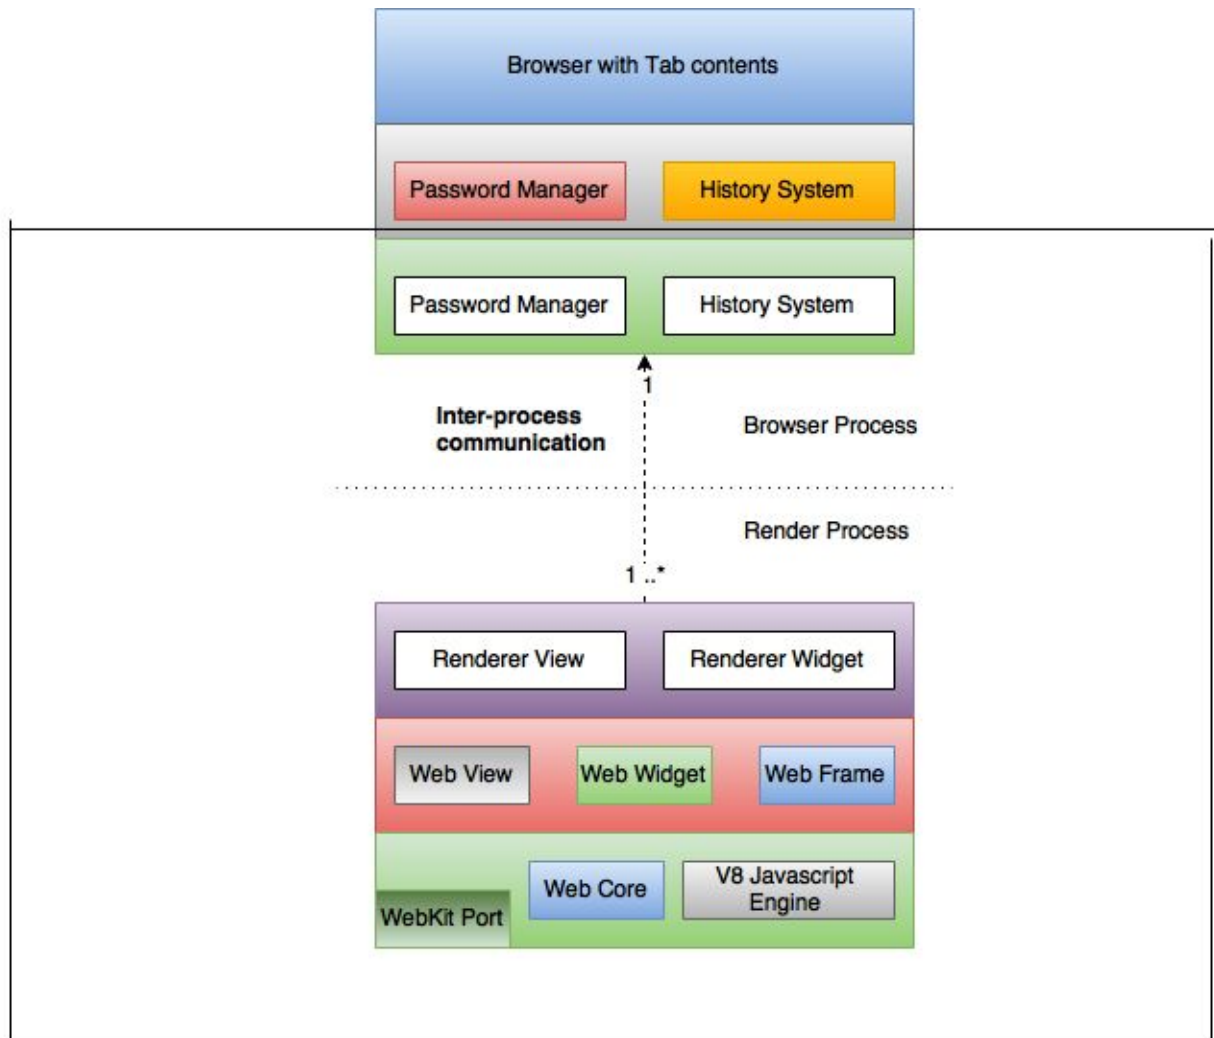 Browser with Tab contents
Password Manager
History System
Password Manager
History System
1
Inter-process
communication
Browser Process
Render Process
1 ..*
Renderer View
Renderer Widget
Web View
Web Widget
Web Frame
Web Core
V8 Javascript
Engine
WebKit Port